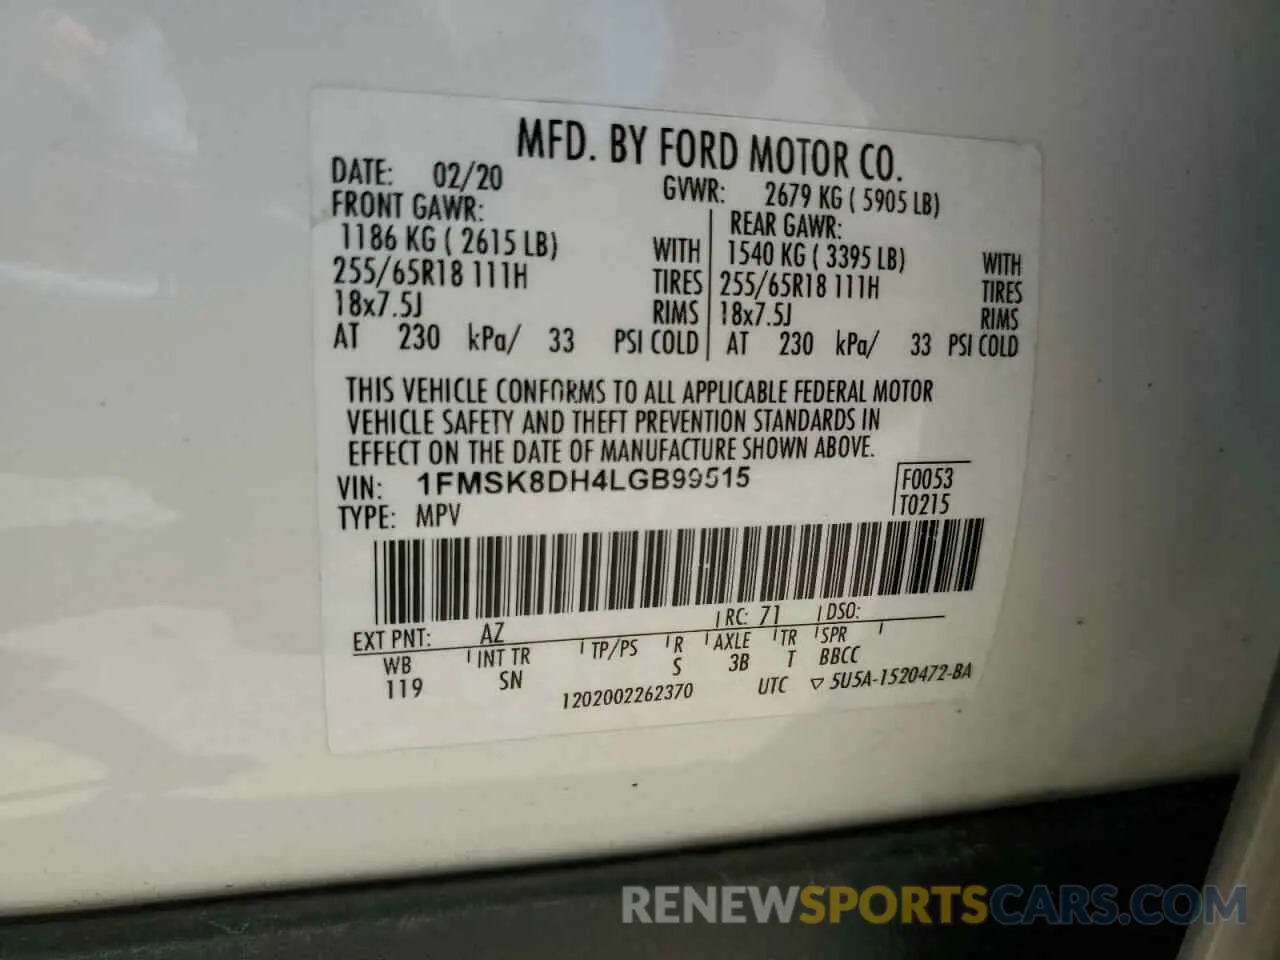 MFD. BY FORD MOTOR CO.
DATE: 02/20 GVWR: 2679 KG ( 5905 LB)
FRONT GAWR: REAR GAWR:
1186 KG ( 2615 LB) WITH 1540 KG ( 3395 LB) WITH
255/65R18 111H TIRES 255/65R18 111H TIRES
18x7.5J RIMS 18x7.5J RIMS
AT 230 kPa/ 33 PSI COLD AT 230 kPa/ 33 PSI COLD
THIS VEHICLE CONFORMS TO ALL APPLICABLE FEDERAL MOTOR
VEHICLE SAFETY AND THEFT PREVENTION STANDARDS IN
EFFECT ON THE DATE OF MANUFACTURE SHOWN ABOVE.
VIN: 1FMSK8DH4LGB99515 F0053
TYPE: MPV T0215
EXT PNT: AZ RC: 71 DSO:
WB INT TR TP/PS R AXLE TR SPR
119 SN S 3B T BBCC
1202002262370 UTC ▽ 5U5A-1520472-BA
RENEWSPORTSCARS.COM